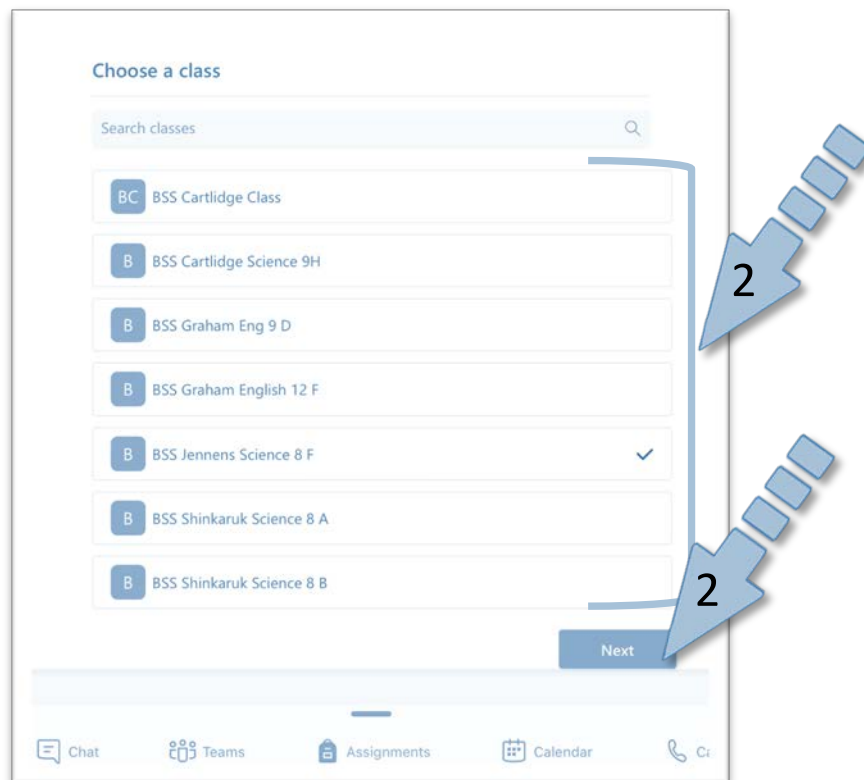 Choose a class
Search classes
BC BSS Cartlidge Class
B BSS Cartlidge Science 9H
2
B BSS Graham Eng 9 D
B BSS Graham English 12 F
B BSS Jennens Science 8 F
B BSS Shinkaruk Science 8 A
B BSS Shinkaruk Science 8 B
2
Next
Chat Teams Assignments Calendar Ca